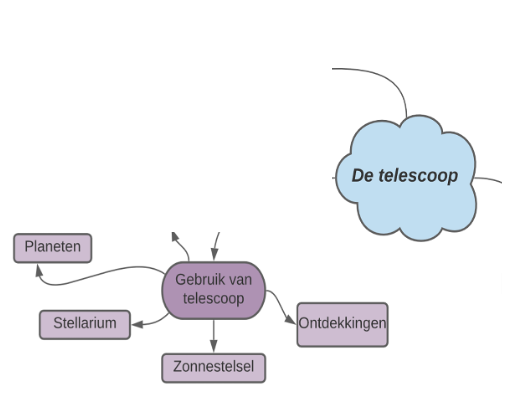 De telescoop
Planeten
Gebruik van
telescoop
Stellarium
Ontdekkingen
Zonnestelsel